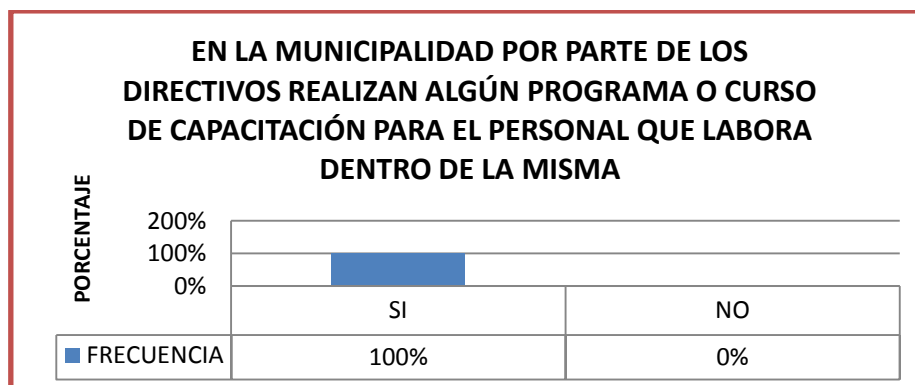 EN LA MUNICIPALIDAD POR PARTE DE LOS
DIRECTIVOS REALIZAN ALGÚN PROGRAMA O CURSO
DE CAPACITACIÓN PARA EL PERSONAL QUE LABORA
DENTRO DE LA MISMA
PORCENTAJE
200%
100%
0%
SI NO
FRECUENCIA 100% 0%